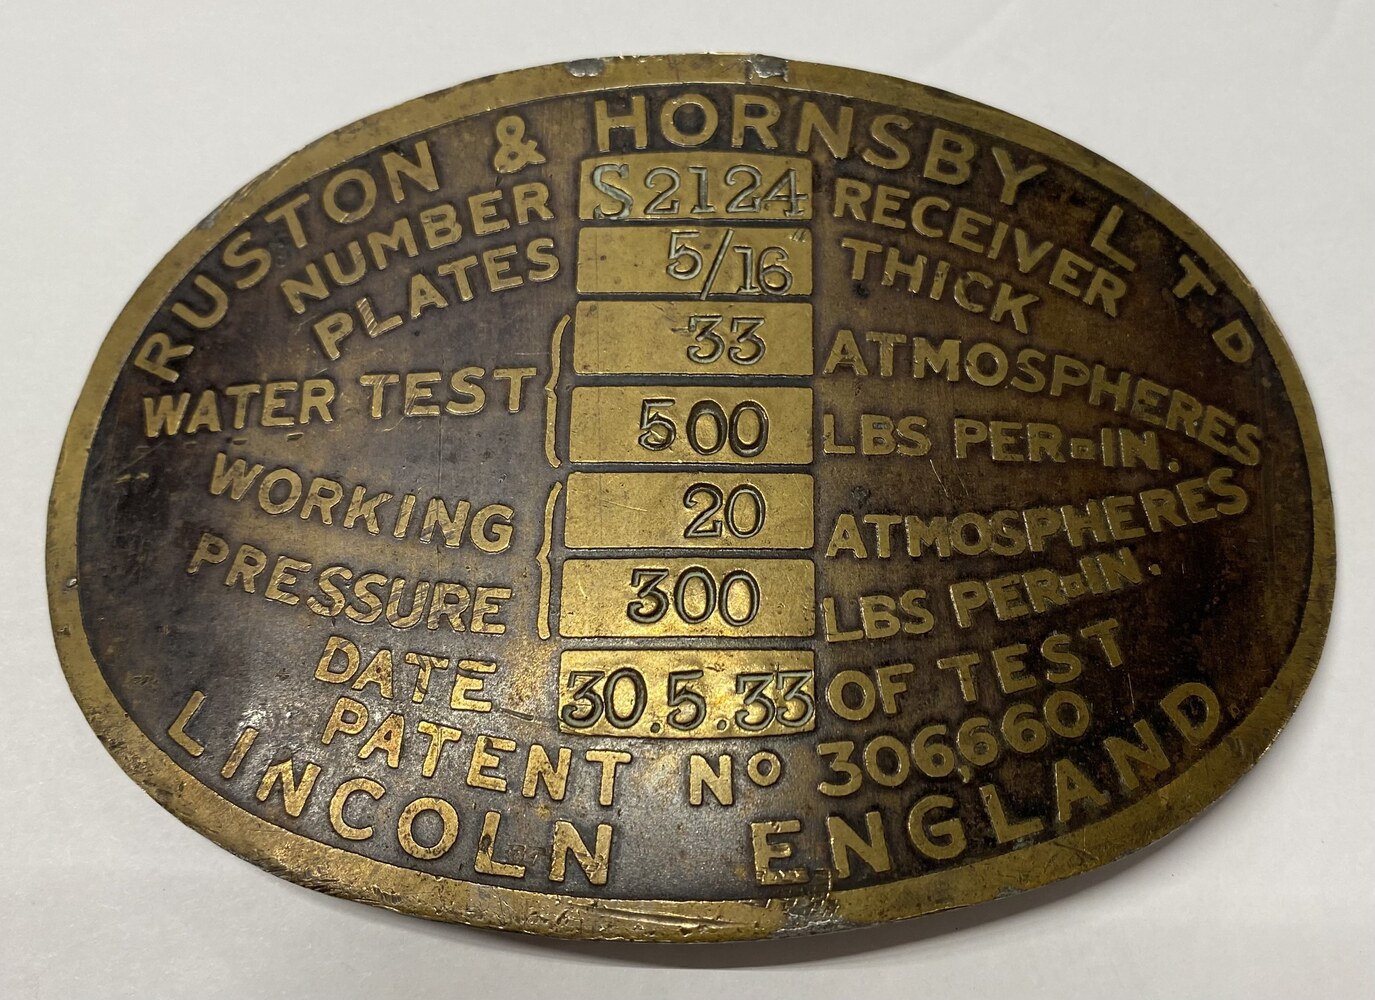 RUSTON & HORNSBY LTD
NUMBER S2124 RECEIVER
PLATES 5/16" THICK
WATER TEST { 33 ATMOSPHERES
500 LBS PER□IN.
WORKING PRESSURE { 20 ATMOSPHERES
300 LBS PER□IN.
DATE 30.5.33 OF TEST
PATENT Nº 306,660
LINCOLN ENGLAND